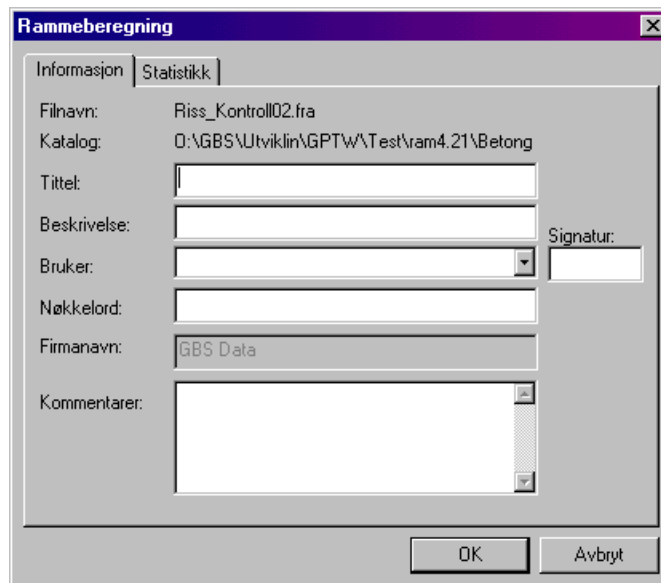 Rammeberegning
Informasjon Statistikk
Filnavn: Riss_Kontroll02.fra
Katalog: O:\GBS\Utviklin\GPTW\Test\ram4.21\Betong
Tittel:
Beskrivelse:
Signatur:
Bruker:
Nøkkelord:
Firmanavn: GBS Data
Kommentarer:
OK Avbryt